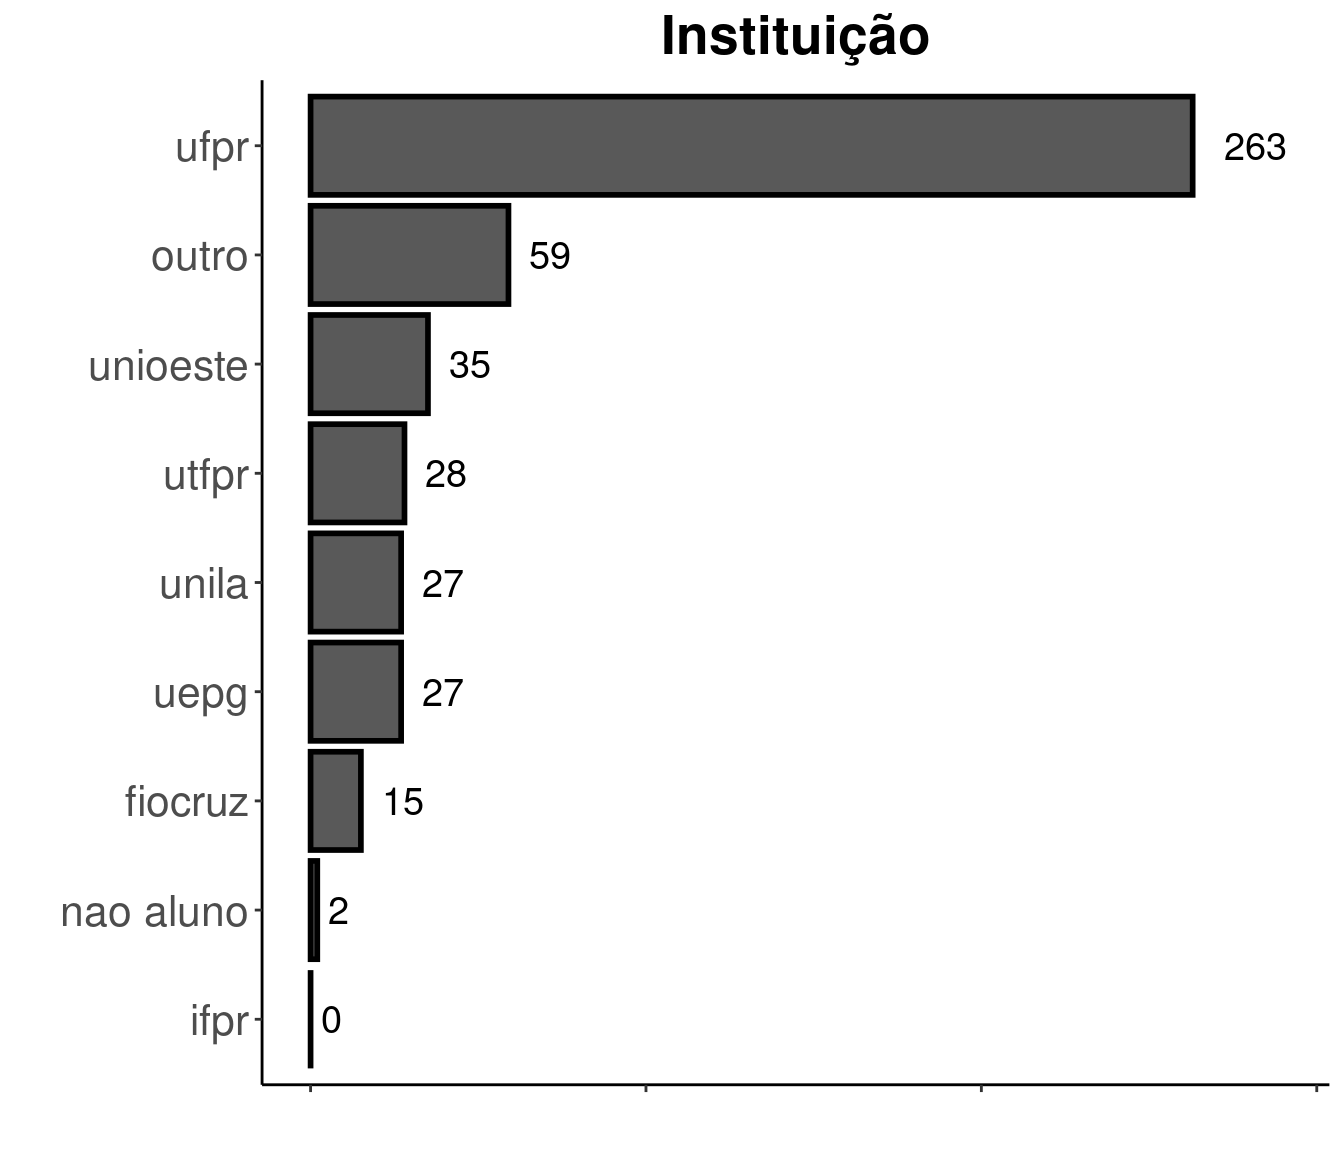 Instituição
ufpr 263
outro 59
unioeste 35
utfpr 28
unila 27
uepg 27
fiocruz 15
nao aluno 2
ifpr 0